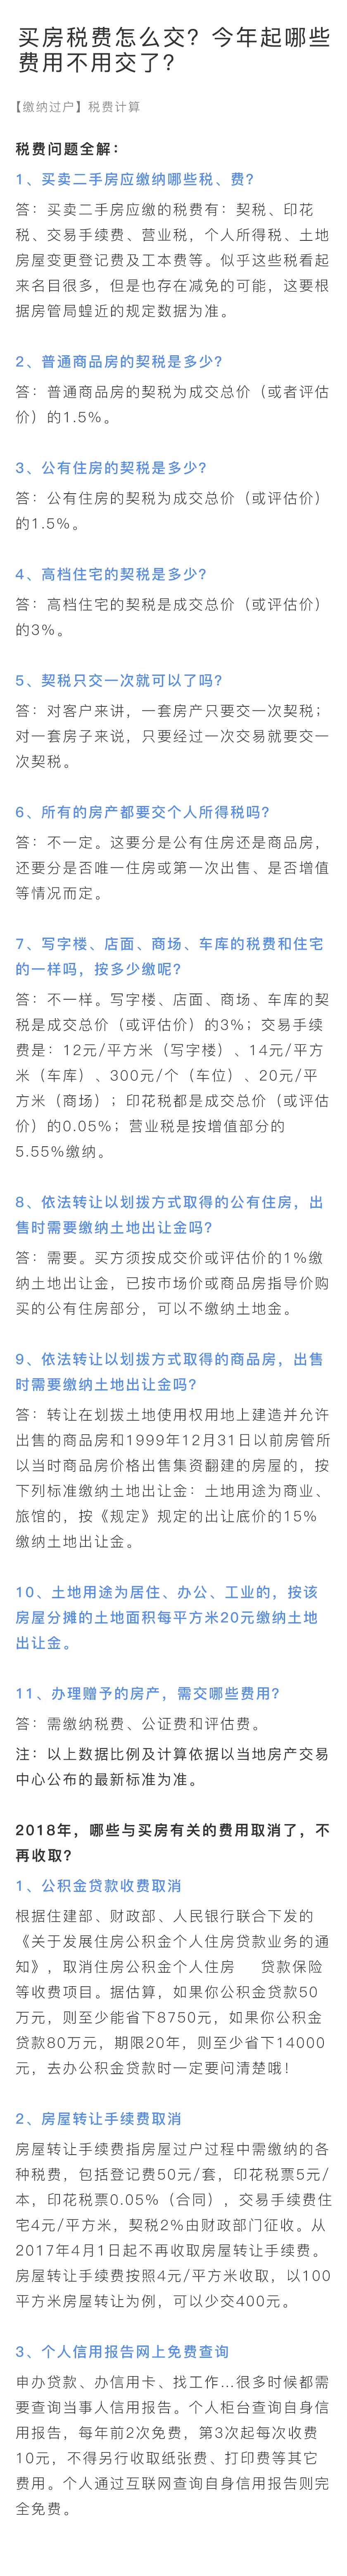 买房税费怎么交？今年起哪些
费用不用交了？
【缴纳过户】税费计算
税费问题全解：
1、买卖二手房应缴纳哪些税、费？
答：买卖二手房应缴的税费有：契税、印花
税、交易手续费、营业税，个人所得税、土地
房屋变更登记费及工本费等。似乎这些税看起
来名目很多，但是也存在减免的可能，这要根
据房管局蝗近的规定数据为准。
2、普通商品房的契税是多少？
答：普通商品房的契税为成交总价（或者评估
价）的1.5%。
3、公有住房的契税是多少？
答：公有住房的契税为成交总价（或评估价）
的1.5%。
4、高档住宅的契税是多少？
答：高档住宅的契税是成交总价（或评估价）
的3%。
5、契税只交一次就可以了吗？
答：对客户来讲，一套房产只要交一次契税；
对一套房子来说，只要经过一次交易就要交一
次契税。
6、所有的房产都要交个人所得税吗？
答：不一定。这要分是公有住房还是商品房，
还要分是否唯一住房或第一次出售、是否增值
等情况而定。
7、写字楼、店面、商场、车库的税费和住宅
的一样吗，按多少缴呢？
答：不一样。写字楼、店面、商场、车库的契
税是成交总价（或评估价）的3%；交易手续
费是：12元/平方米（写字楼）、14元/平方
米（车库）、300元/个（车位）、20元/平
方米（商场）；印花税都是成交总价（或评估
价）的0.05%；营业税是按增值部分的
5.55%缴纳。
8、依法转让以划拨方式取得的公有住房，出
售时需要缴纳土地出让金吗？
答：需要。买方须按成交价或评估价的1%缴
纳土地出让金，已按市场价或商品房指导价购
买的公有住房部分，可以不缴纳土地金。
9、依法转让以划拨方式取得的商品房，出售
时需要缴纳土地出让金吗？
答：转让在划拨土地使用权用地上建造并允许
出售的商品房和1999年12月31日以前房管所
以当时商品房价格出售集资翻建的房屋的，按
下列标准缴纳土地出让金：土地用途为商业、
旅馆的，按《规定》规定的出让底价的15%
缴纳土地出让金。
10、土地用途为居住、办公、工业的，按该
房屋分摊的土地面积每平方米20元缴纳土地
出让金。
11、办理赠予的房产，需交哪些费用？
答：需缴纳税费、公证费和评估费。
注：以上数据比例及计算依据以当地房产交易
中心公布的最新标准为准。
2018年，哪些与买房有关的费用取消了，不
再收取？
1、公积金贷款收费取消
根据住建部、财政部、人民银行联合下发的
《关于发展住房公积金个人住房贷款业务的通
知》，取消住房公积金个人住房　贷款保险
等收费项目。据估算，如果你公积金贷款50
万元，则至少能省下8750元，如果你公积金
贷款80万元，期限20年，则至少省下14000
元，去办公积金贷款时一定要问清楚哦！
2、房屋转让手续费取消
房屋转让手续费指房屋过户过程中需缴纳的各
种税费，包括登记费50元/套，印花税票5元/
本，印花税票0.05%（合同），交易手续费住
宅4元/平方米，契税2%由财政部门征收。从
2017年4月1日起不再收取房屋转让手续费。
房屋转让手续费按照4元/平方米收取，以100
平方米房屋转让为例，可以少交400元。
3、个人信用报告网上免费查询
申办贷款、办信用卡、找工作…很多时候都需
要查询当事人信用报告。个人柜台查询自身信
用报告，每年前2次免费，第3次起每次收费
10元，不得另行收取纸张费、打印费等其它
费用。个人通过互联网查询自身信用报告则完
全免费。